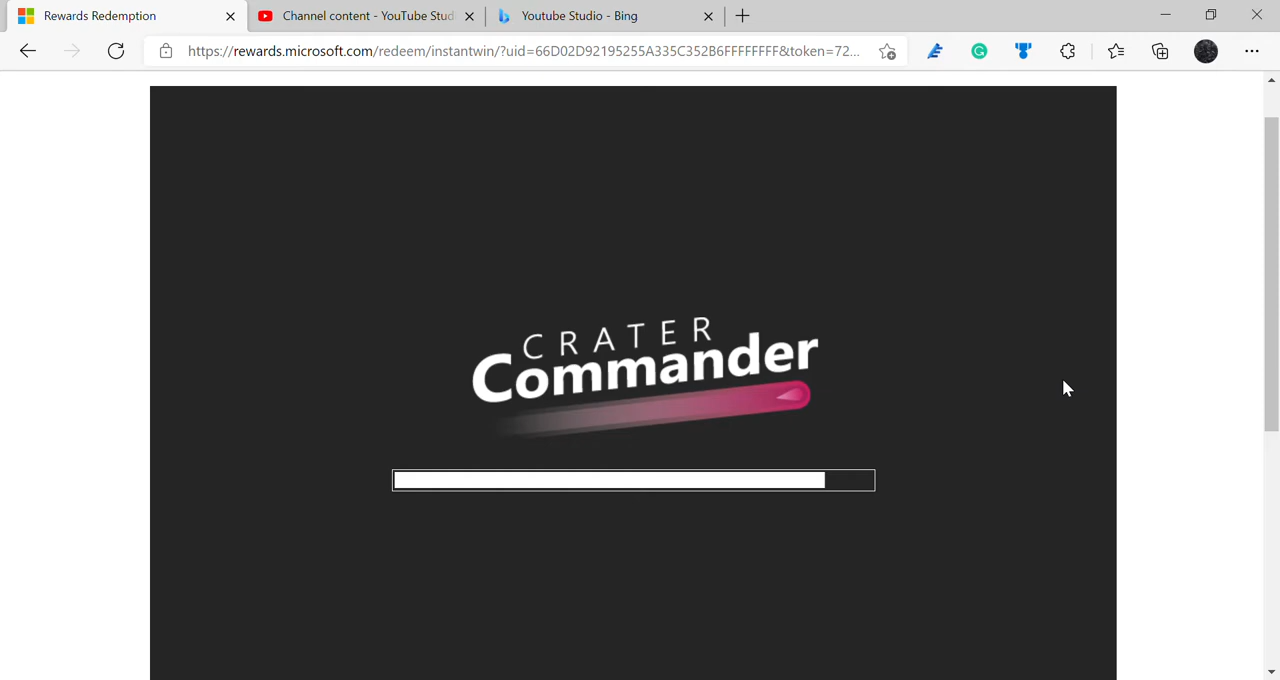 Rewards Redemption
Channel content - YouTube Stud
Youtube Studio - Bing
https://rewards.microsoft.com/redeem/instantwin/?uid=66D02D92195255A335C352B6FFFFFFFF&token=72...
CRATER
Commander